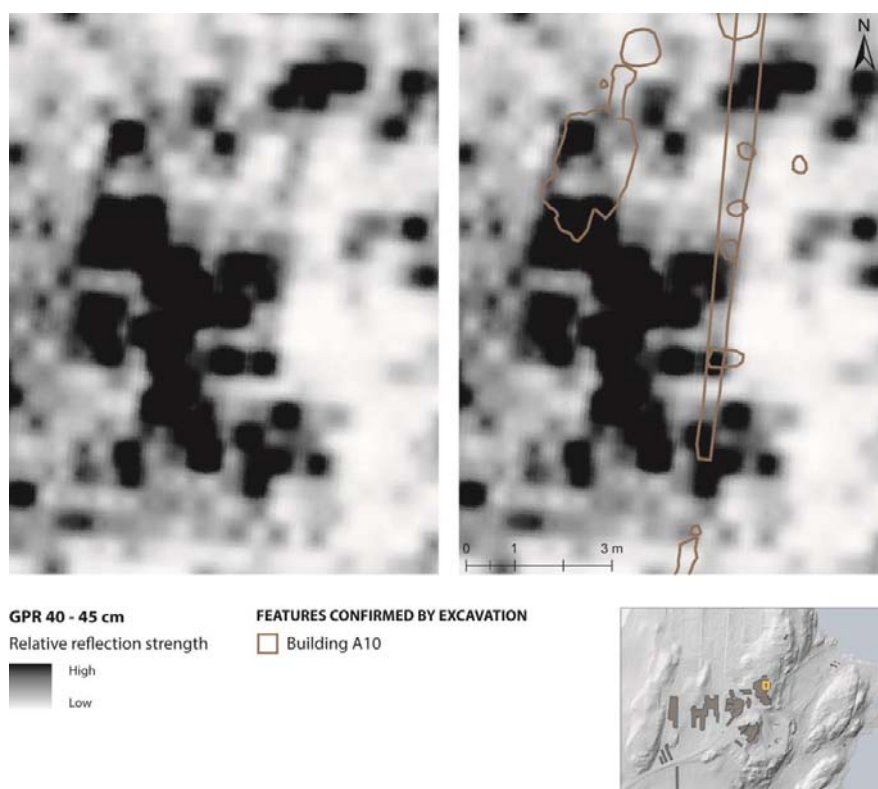 N
0 1 3 m
GPR 40 - 45 cm
Relative reflection strength
High
Low
FEATURES CONFIRMED BY EXCAVATION
Building A10